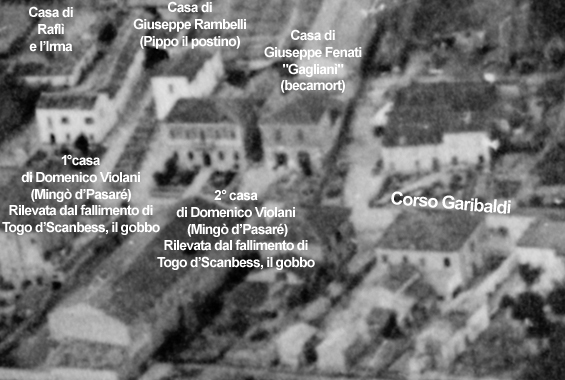 Casa di
Rafli
e l'Irma
Casa di
Giuseppe Rambelli
(Pippo il postino)
Casa di
Giuseppe Fenati
"Gagliani"
(becamort)
1°casa
di Domenico Violani
(Mingò d'Pasaré)
Rilevata dal fallimento di
Togo d'Scanbess, il gobbo
2° casa
di Domenico Violani
(Mingò d'Pasaré)
Rilevata dal fallimento di
Togo d'Scanbess, il gobbo
Corso Garibaldi